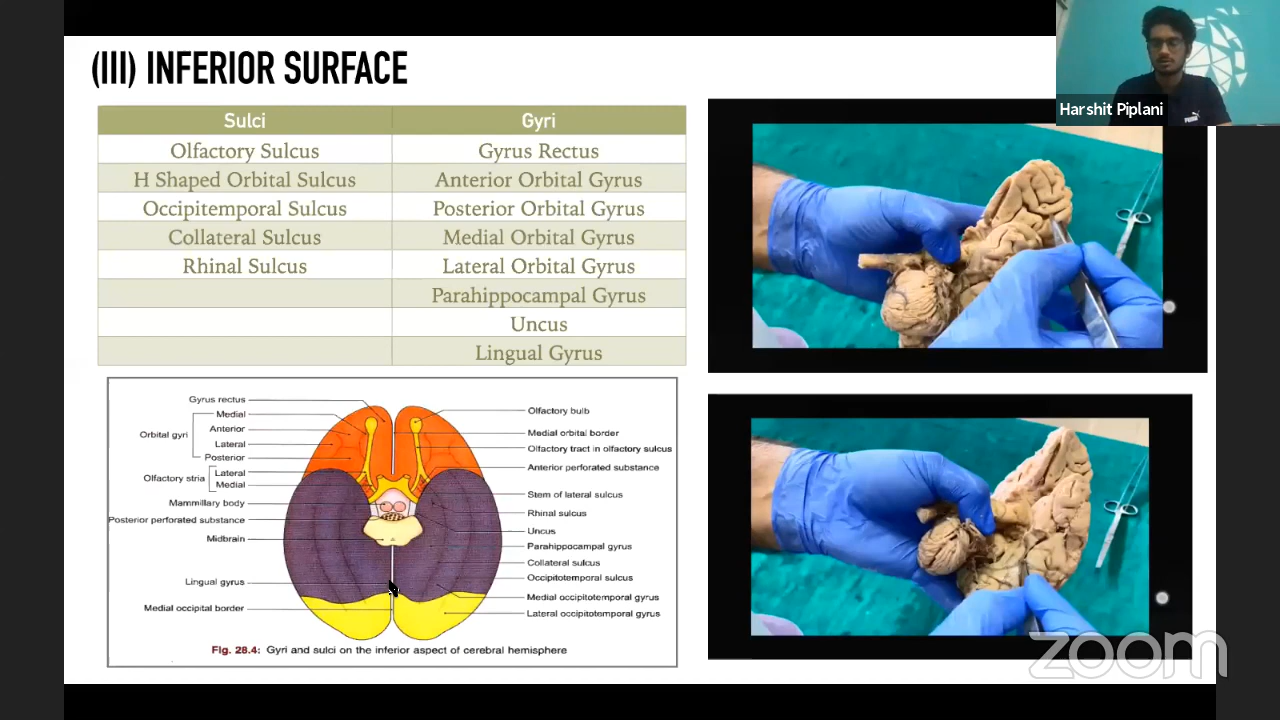 (III) INFERIOR SURFACE
Harshit Piplani
PUMA
Sulci Gyri
Olfactory Sulcus Gyrus Rectus
H Shaped Orbital Sulcus Anterior Orbital Gyrus
Occipitemporal Sulcus Posterior Orbital Gyrus
Collateral Sulcus Medial Orbital Gyrus
Rhinal Sulcus Lateral Orbital Gyrus
Parahippocampal Gyrus
Uncus
Lingual Gyrus
Gyrus rectus
Medial
Anterior
Orbital gyri
Lateral
Posterior
Lateral
Olfactory stria
Medial
Mammillary body
Posterior perforated substance
Midbrain
Lingual gyrus
Medial occipital border
Olfactory bulb
Medial orbital border
Olfactory tract in olfactory sulcus
Anterior perforated substance
Stem of lateral sulcus
Rhinal sulcus
Uncus
Parahippocampal gyrus
Collateral sulcus
Occipitotemporal sulcus
Medial occipitotemporal gyrus
Lateral occipitotemporal gyrus
Fig. 28.4: Gyri and sulci on the inferior aspect of cerebral hemisphere
zoom